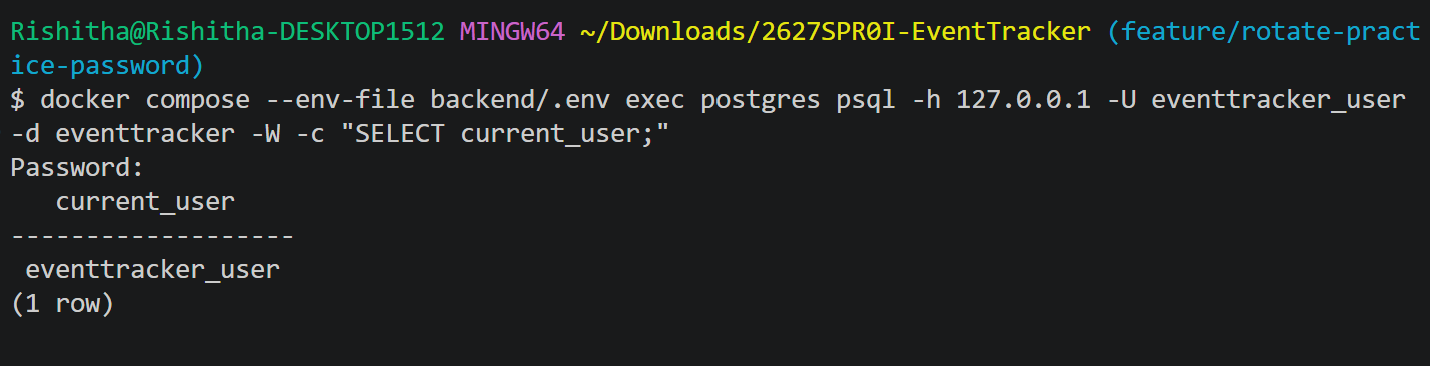 Rishitha@Rishitha-DESKTOP1512 MINGW64 ~/Downloads/2627SPR0I-EventTracker (feature/rotate-pract
ice-password)
$ docker compose --env-file backend/.env exec postgres psql -h 127.0.0.1 -U eventtracker_user
-d eventtracker -W -c "SELECT current_user;"
Password:
   current_user
-------------------
 eventtracker_user
(1 row)